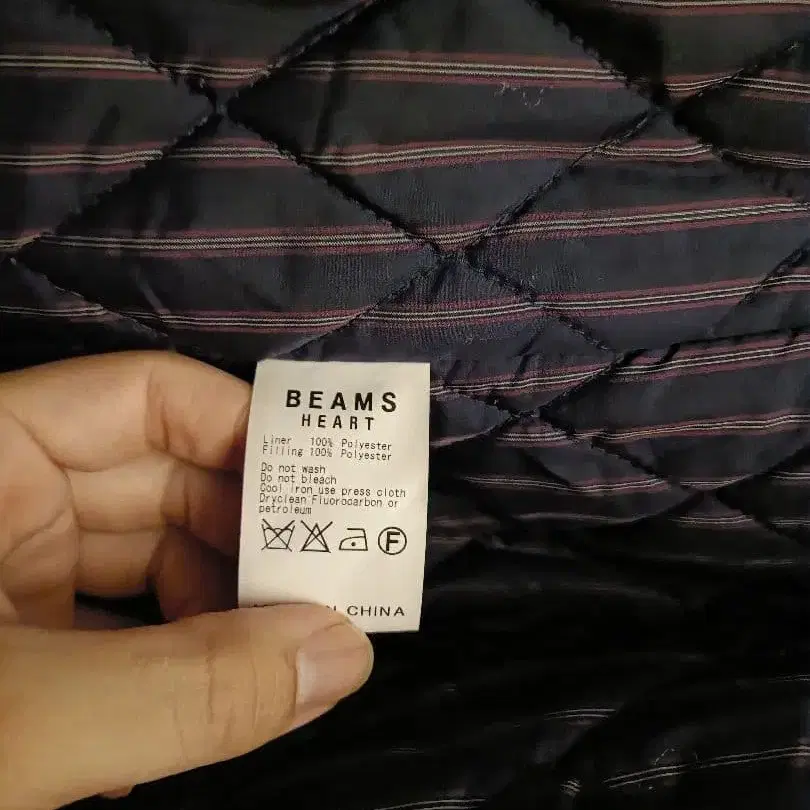 BEAMS
HEART
Liner 100% Polyester
Filling 100% Polyester
Do not wash
Do not bleach
Cool iron use press cloth
Dryclean Fluorocarbon or
petroleum
F
CHINA